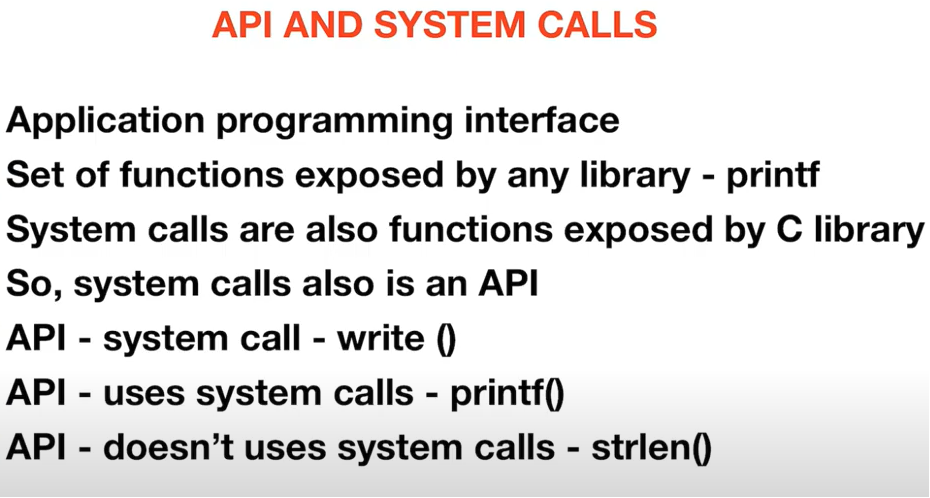 API AND SYSTEM CALLS
Application programming interface
Set of functions exposed by any library - printf
System calls are also functions exposed by C library
So, system calls also is an API
API - system call - write ()
API - uses system calls - printf()
API - doesn’t uses system calls - strlen()